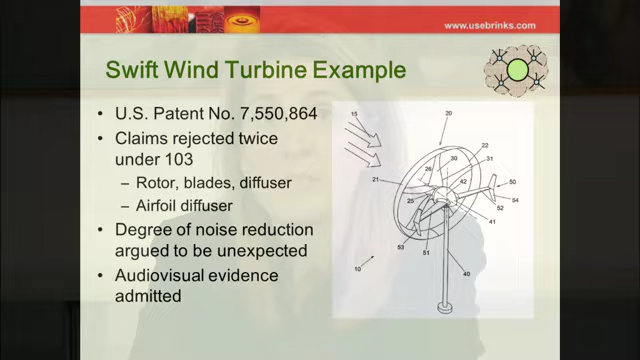 www.usebrinks.com
Swift Wind Turbine Example
• U.S. Patent No. 7,550,864
• Claims rejected twice
under 103
– Rotor, blades, diffuser
– Airfoil diffuser
• Degree of noise reduction
argued to be unexpected
• Audiovisual evidence
admitted
15
20
22
30
31
26
42
21
50
25
54
52
41
53
51
10
40